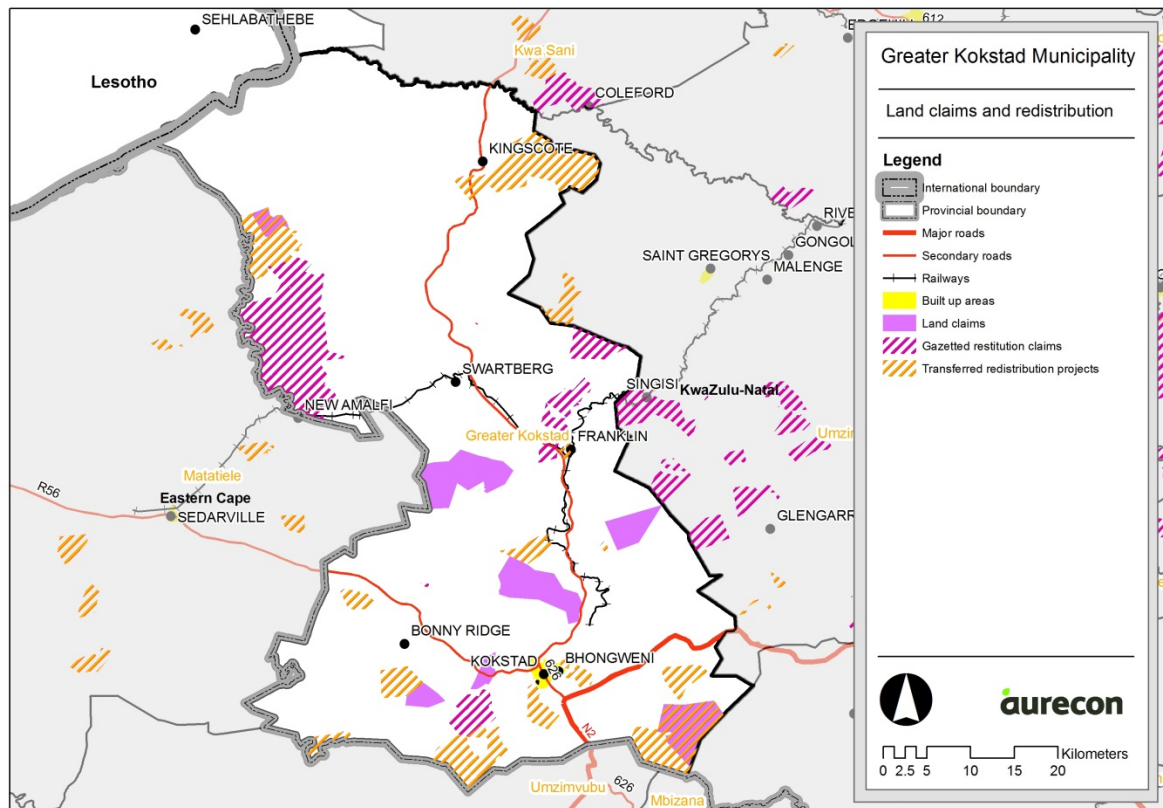 SEHLABATHEBE
612
Lesotho
Kwa Sani
COLEFORD
KINGSCOTE
RIVE
GONGOL
SAINT GREGORYS
MALENGE
SWARTBERG
SINGISI
KwaZulu-Natal
NEW AMALFI
Greater Kokstad
FRANKLIN
Umzim
Matatiele
R56
Eastern Cape
SEDARVILLE
GLENGARR
BONNY RIDGE
KOKSTAD
626
BHONGWENI
N2
Umzimvubu
626
Mbizana
Greater Kokstad Municipality
Land claims and redistribution
Legend
International boundary
Provincial boundary
Major roads
Secondary roads
Railways
Built up areas
Land claims
Gazetted restitution claims
Transferred redistribution projects
aurecon
Kilometers
0 2.5 5 10 15 20